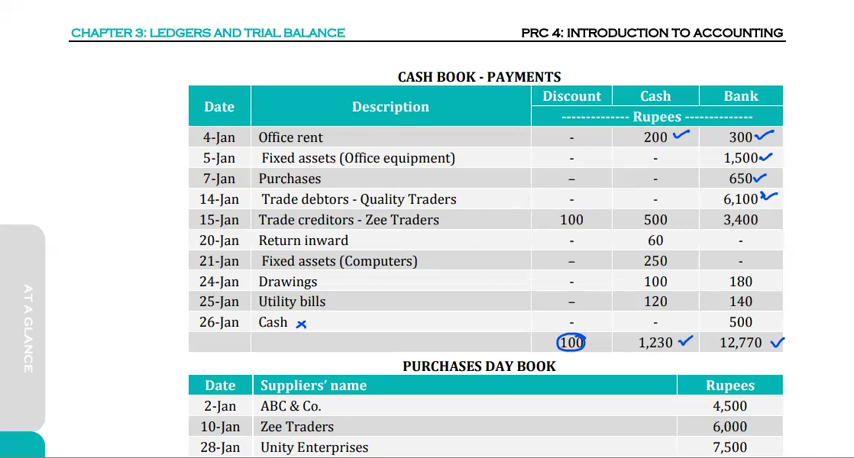 CHAPTER 3: LEDGERS AND TRIAL BALANCE PRC 4: INTRODUCTION TO ACCOUNTING
CASH BOOK - PAYMENTS
Date Description Discount Cash Bank
-------------- Rupees --------------
4-Jan Office rent - 200 300
5-Jan Fixed assets (Office equipment) - - 1,500
7-Jan Purchases – - 650
14-Jan Trade debtors - Quality Traders - - 6,100
15-Jan Trade creditors - Zee Traders 100 500 3,400
20-Jan Return inward - 60 -
21-Jan Fixed assets (Computers) – 250 -
24-Jan Drawings - 100 180
25-Jan Utility bills – 120 140
26-Jan Cash - - 500
100 1,230 12,770
PURCHASES DAY BOOK
Date Suppliers’ name Rupees
2-Jan ABC & Co. 4,500
10-Jan Zee Traders 6,000
28-Jan Unity Enterprises 7,500
AT A GLANCE